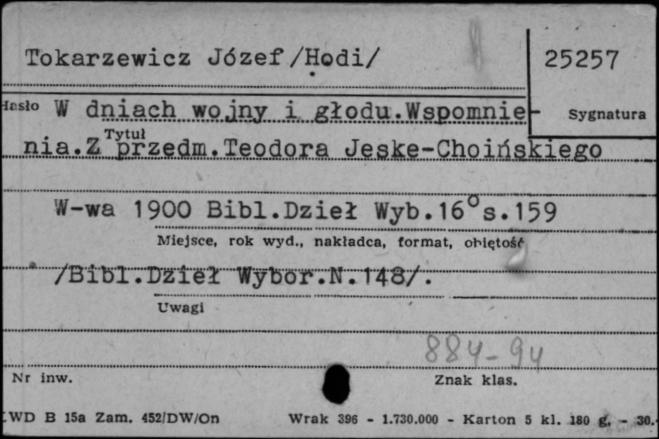 Tokarzewicz Józef/Hodi/
25257
Hasło W dniach wojny i głodu.Wspomnie-
Sygnatura
Tytuł
nia.Z przedm.Teodora Jeske-Choińskiego
W-wa 1900 Bibl.Dzieł Wyb.16°s.159
Miejsce, rok wyd., nakładca, format, objętość
/Bibl.Dzieł Wybor.N.148/.
Uwagi
884-94
Nr inw.
Znak klas.
WD B 15a Zam. 452/DW/On Wrak 396 - 1.730.000 - Karton 5 kl. 180 g. - 30.